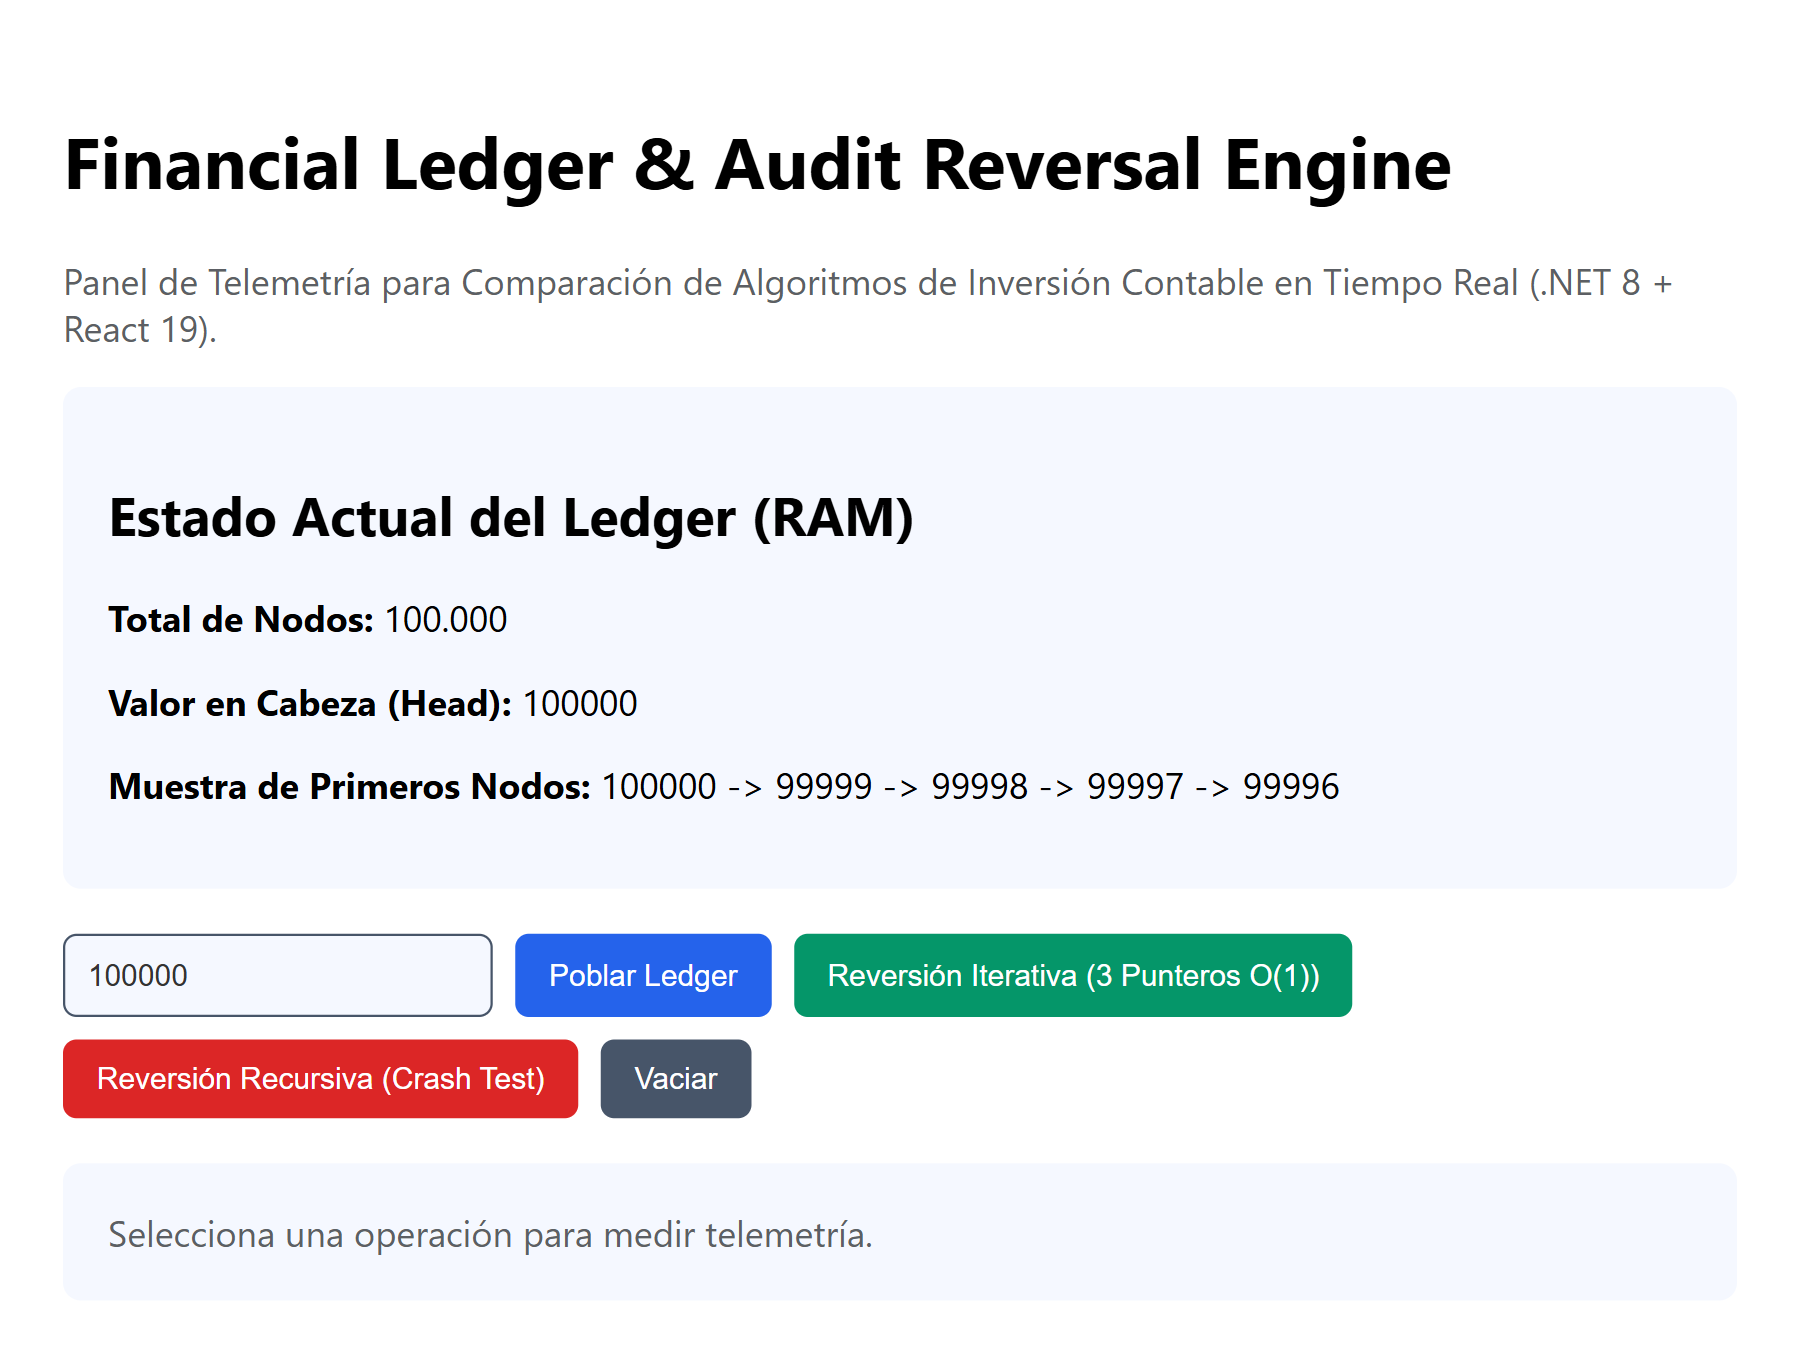 Financial Ledger & Audit Reversal Engine
Panel de Telemetría para Comparación de Algoritmos de Inversión Contable en Tiempo Real (.NET 8 +
React 19).
Estado Actual del Ledger (RAM)
Total de Nodos: 100.000
Valor en Cabeza (Head): 100000
Muestra de Primeros Nodos: 100000 -> 99999 -> 99998 -> 99997 -> 99996
100000
Poblar Ledger
Reversión Iterativa (3 Punteros O(1))
Reversión Recursiva (Crash Test)
Vaciar
Selecciona una operación para medir telemetría.